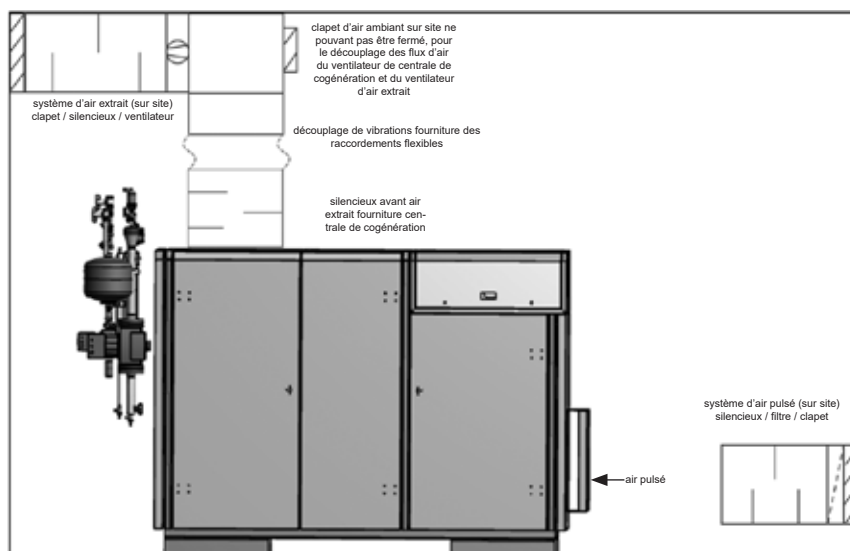 clapet d'air ambiant sur site ne
pouvant pas être fermé, pour
le découplage des flux d'air
du ventilateur de centrale de
cogénération et du ventilateur
d'air extrait
système d'air extrait (sur site)
clapet / silencieux / ventilateur
découplage de vibrations fourniture des
raccordements flexibles
silencieux avant air
extrait fourniture cen-
trale de cogénération
système d'air pulsé (sur site)
silencieux / filtre / clapet
air pulsé